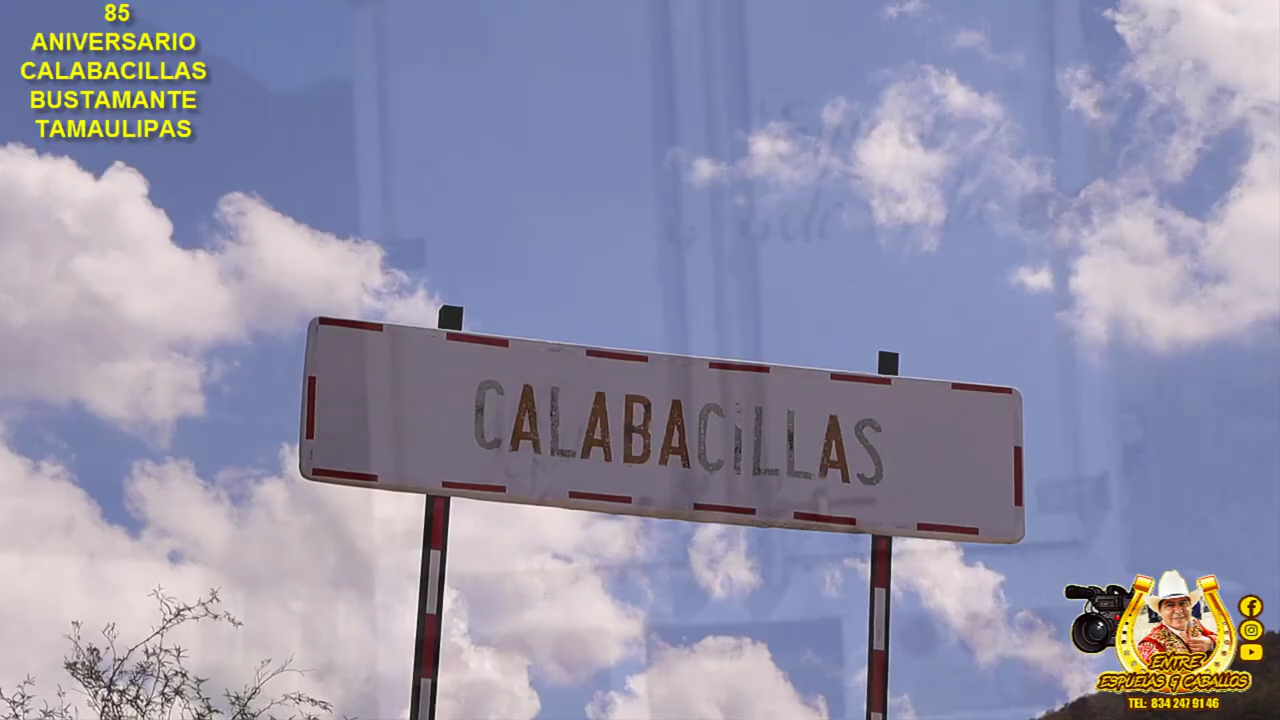 85
ANIVERSARIO
CALABACILLAS
BUSTAMANTE
TAMAULIPAS
CALABACiLLAS
ENTRE
ESPUELAS Y CABALLOS
TEL: 834 247 91 46